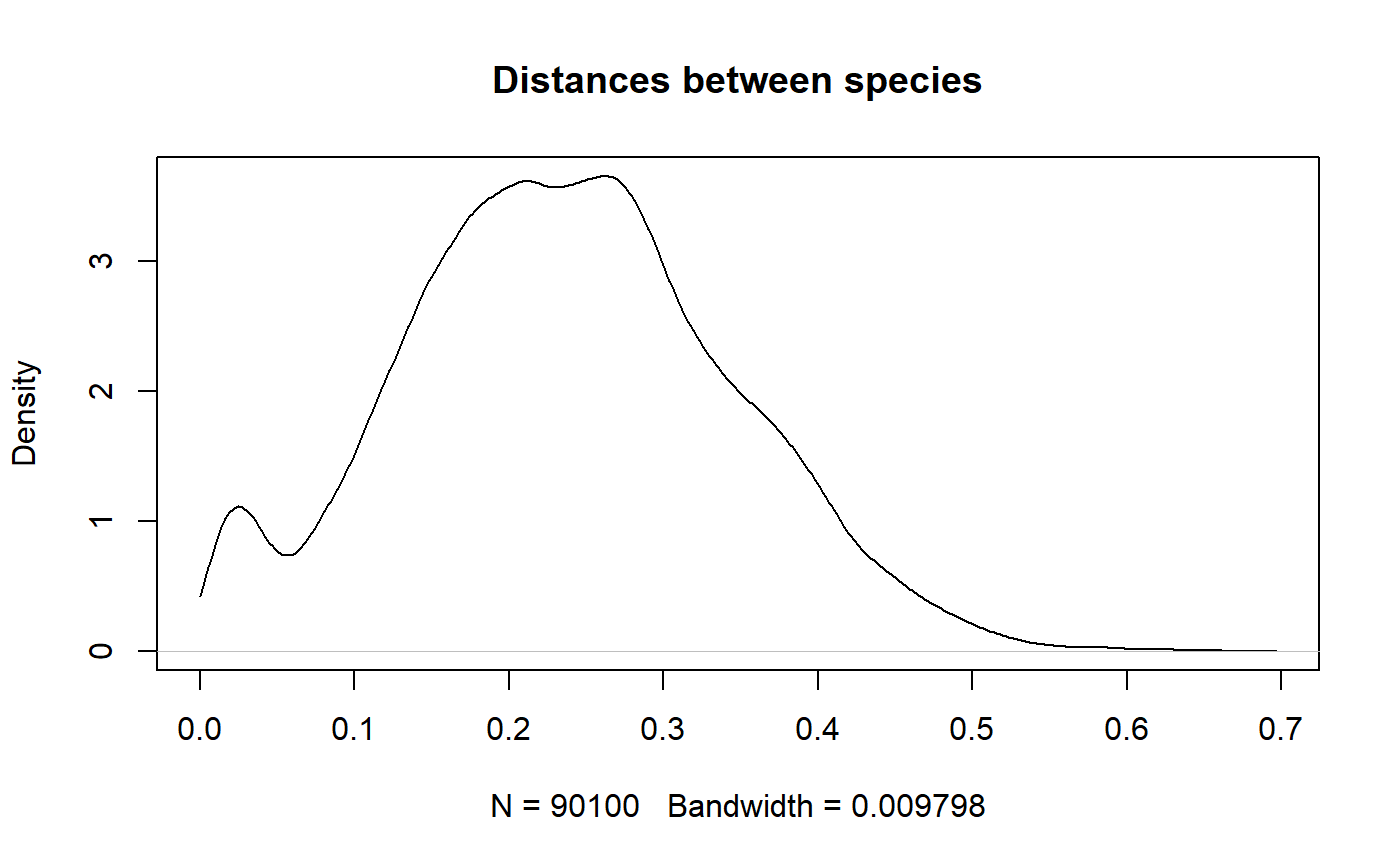 Distances between species
Density
3
2
1
0
0.0 0.1 0.2 0.3 0.4 0.5 0.6 0.7
N = 90100 Bandwidth = 0.009798